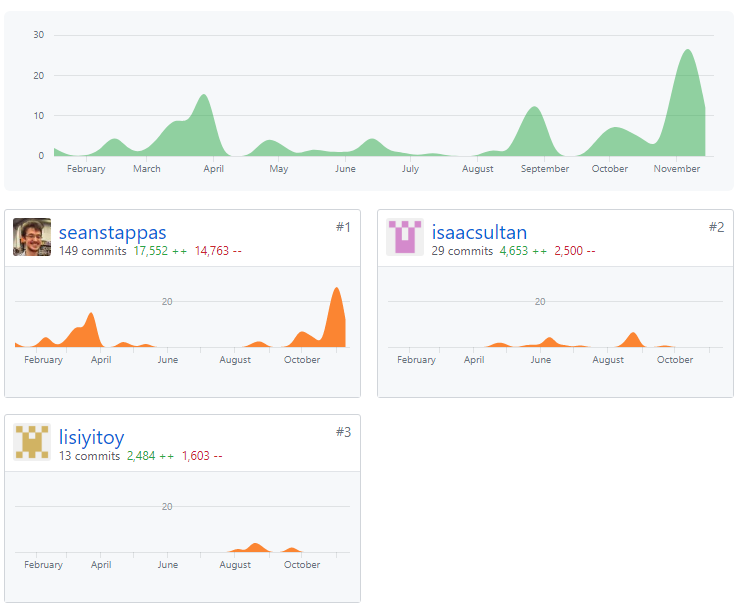 30
20
10
0
February March April May June July August September October November
seanstappas #1
149 commits 17,552 ++ 14,763 --
20
February April June August October
isaacsultan #2
29 commits 4,653 ++ 2,500 --
20
February April June August October
lisiyitoy #3
13 commits 2,484 ++ 1,603 --
20
February April June August October